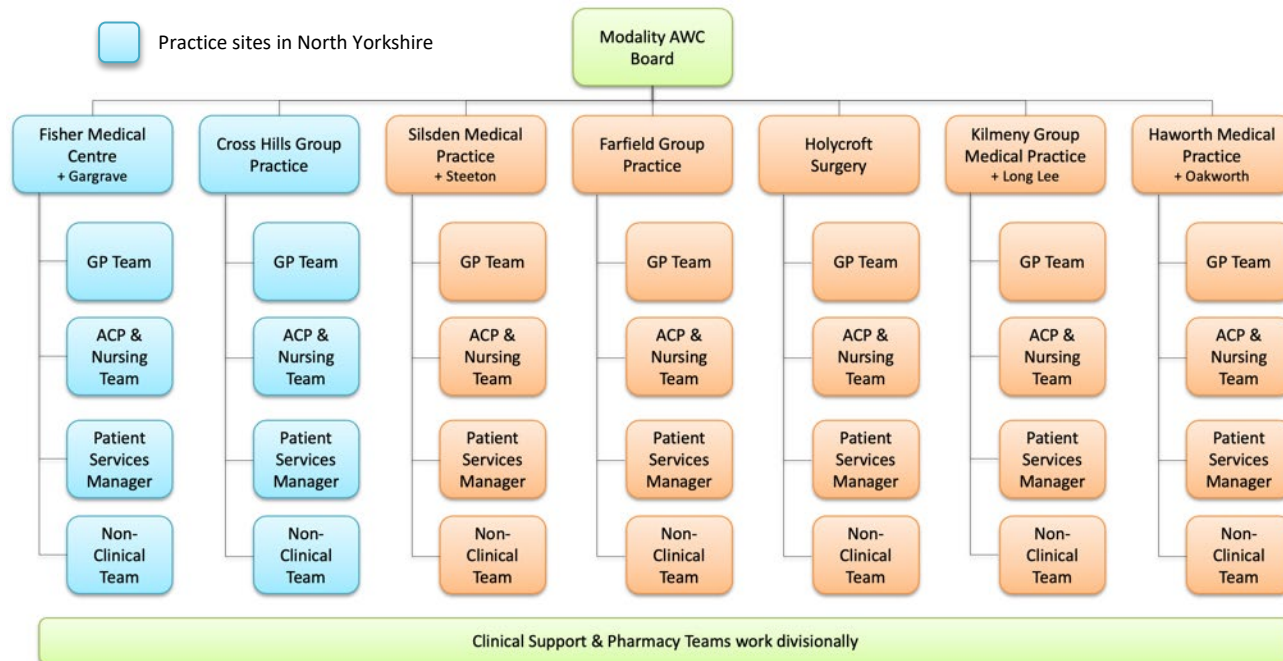 Practice sites in North Yorkshire
Modality AWC
Board
Fisher Medical
Centre
+ Gargrave
Cross Hills Group
Practice
Silsden Medical
Practice
+ Steeton
Farfield Group
Practice
Holycroft
Surgery
Kilmeny Group
Medical Practice
+ Long Lee
Haworth Medical
Practice
+ Oakworth
GP Team
GP Team
GP Team
GP Team
GP Team
GP Team
GP Team
ACP &
Nursing
Team
ACP &
Nursing
Team
ACP &
Nursing
Team
ACP &
Nursing
Team
ACP &
Nursing
Team
ACP &
Nursing
Team
ACP &
Nursing
Team
Patient
Services
Manager
Patient
Services
Manager
Patient
Services
Manager
Patient
Services
Manager
Patient
Services
Manager
Patient
Services
Manager
Patient
Services
Manager
Non-
Clinical
Team
Non-
Clinical
Team
Non-
Clinical
Team
Non-
Clinical
Team
Non-
Clinical
Team
Non-
Clinical
Team
Non-
Clinical
Team
Clinical Support & Pharmacy Teams work divisionally